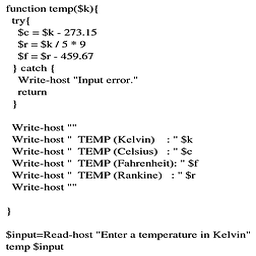 function temp($k){
  try{
    $c = $k - 273.15
    $r = $k / 5 * 9
    $f = $r - 459.67
  } catch {
    Write-host "Input error."
    return
  }

  Write-host ""
  Write-host "  TEMP (Kelvin)    : " $k
  Write-host "  TEMP (Celsius)   : " $c
  Write-host "  TEMP (Fahrenheit): " $f
  Write-host "  TEMP (Rankine)   : " $r
  Write-host ""

}

$input=Read-host "Enter a temperature in Kelvin"
temp $input